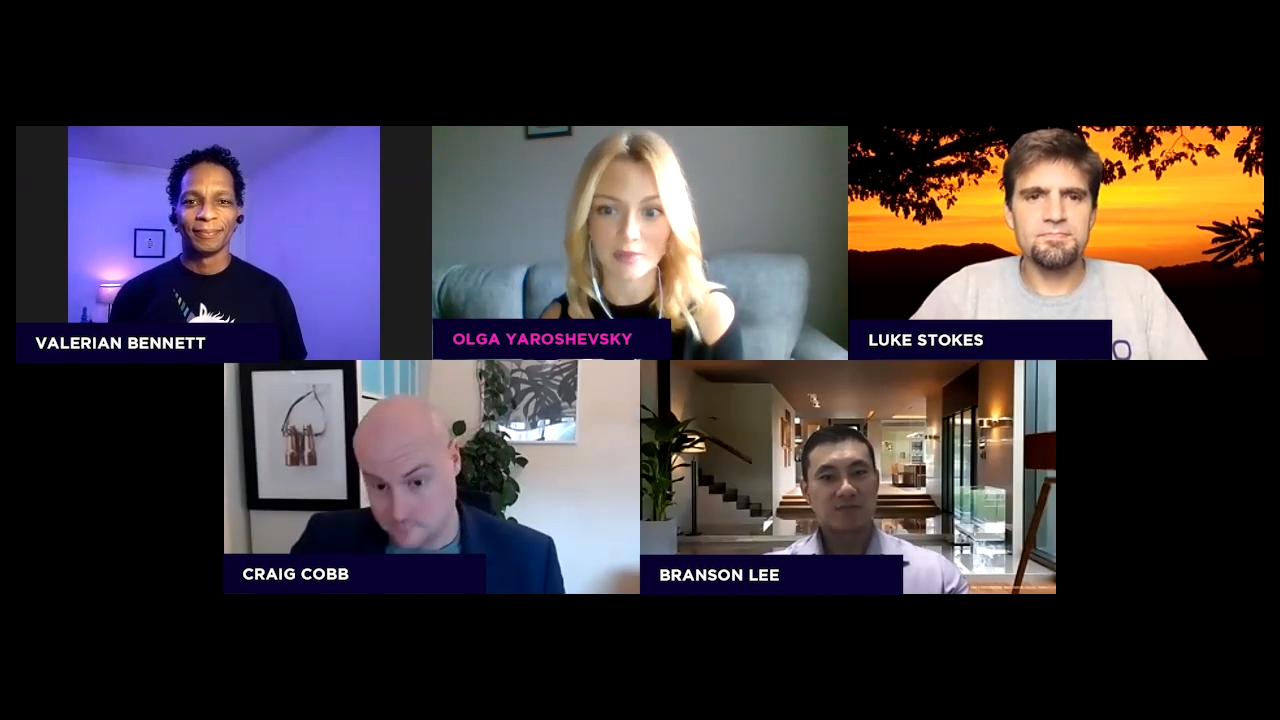 VALERIAN BENNETT
OLGA YAROSHEVSKY
LUKE STOKES
CRAIG COBB
BRANSON LEE